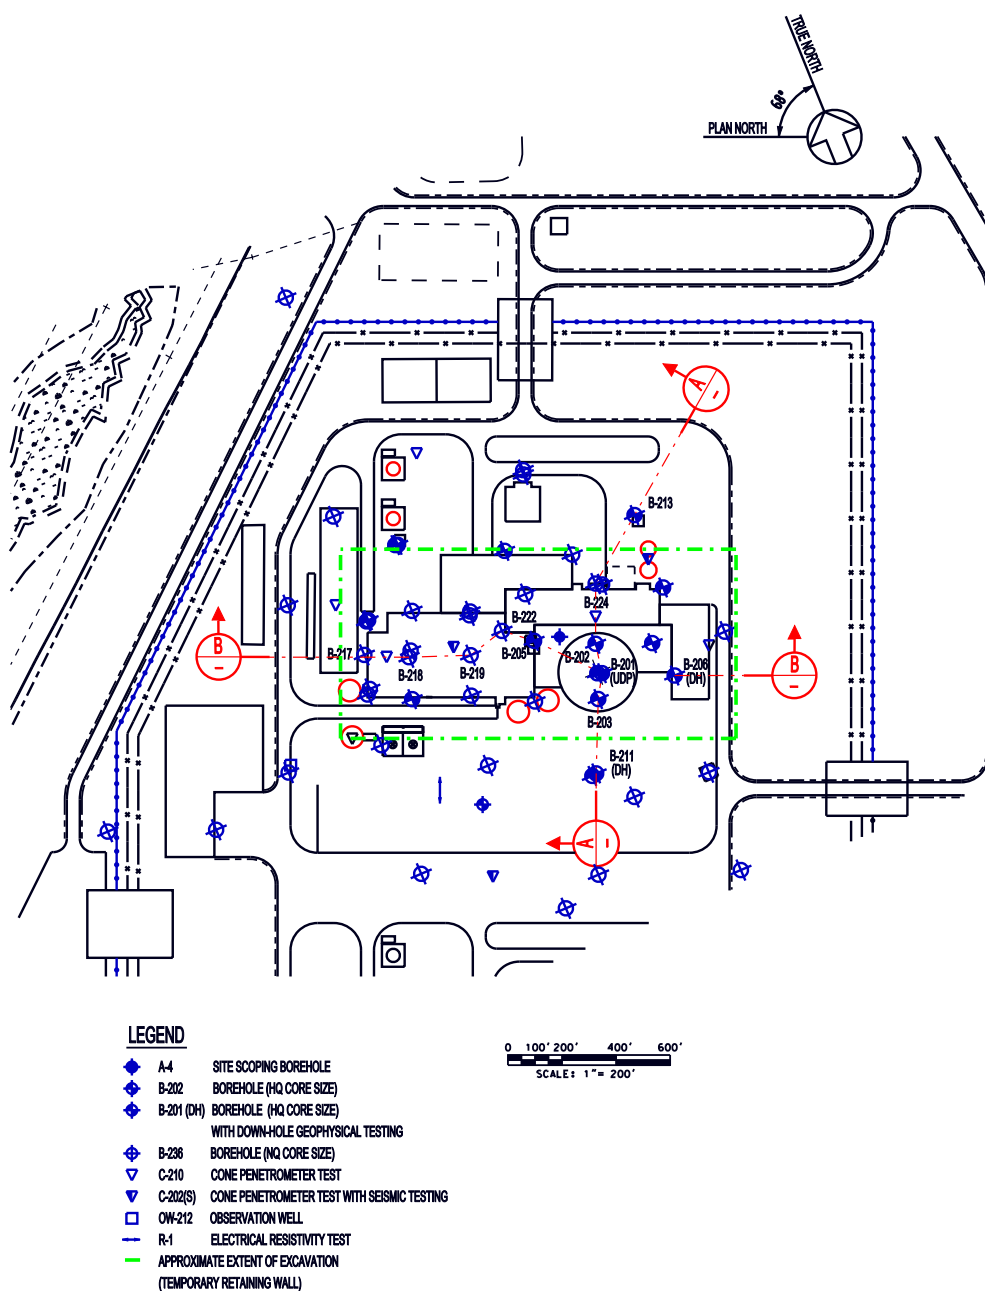 TRUE NORTH
68°
PLAN NORTH
A
B-213
B-224
B-222
B-205
B-202
B-201
(UDP)
B-206
(DH)
B
B-217
B-218
B-219
B
B-203
B-211
(DH)
A
LEGEND
A-4 SITE SCOPING BOREHOLE
B-202 BOREHOLE (HQ CORE SIZE)
B-201 (DH) BOREHOLE (HQ CORE SIZE)
WITH DOWN-HOLE GEOPHYSICAL TESTING
B-236 BOREHOLE (NQ CORE SIZE)
C-210 CONE PENETROMETER TEST
C-202(S) CONE PENETROMETER TEST WITH SEISMIC TESTING
OW-212 OBSERVATION WELL
R-1 ELECTRICAL RESISTIVITY TEST
APPROXIMATE EXTENT OF EXCAVATION
(TEMPORARY RETAINING WALL)
0 100' 200' 400' 600'
SCALE: 1"= 200'